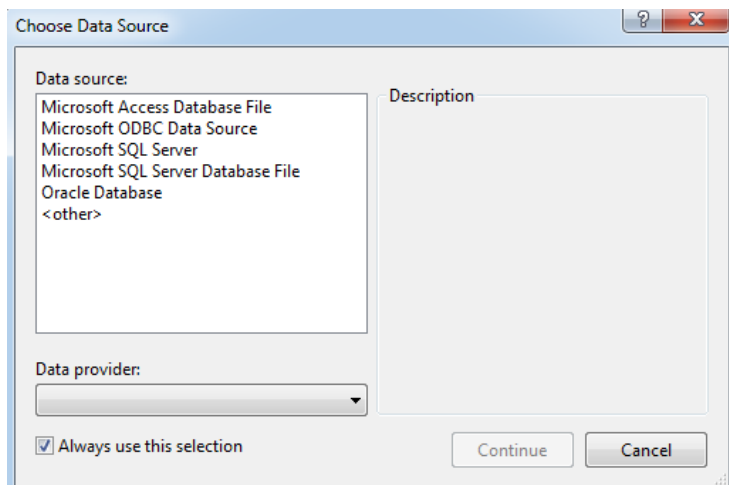 Choose Data Source
?
X
Data source:
Microsoft Access Database File
Microsoft ODBC Data Source
Microsoft SQL Server
Microsoft SQL Server Database File
Oracle Database
<other>
Description
Data provider:
Always use this selection
Continue
Cancel